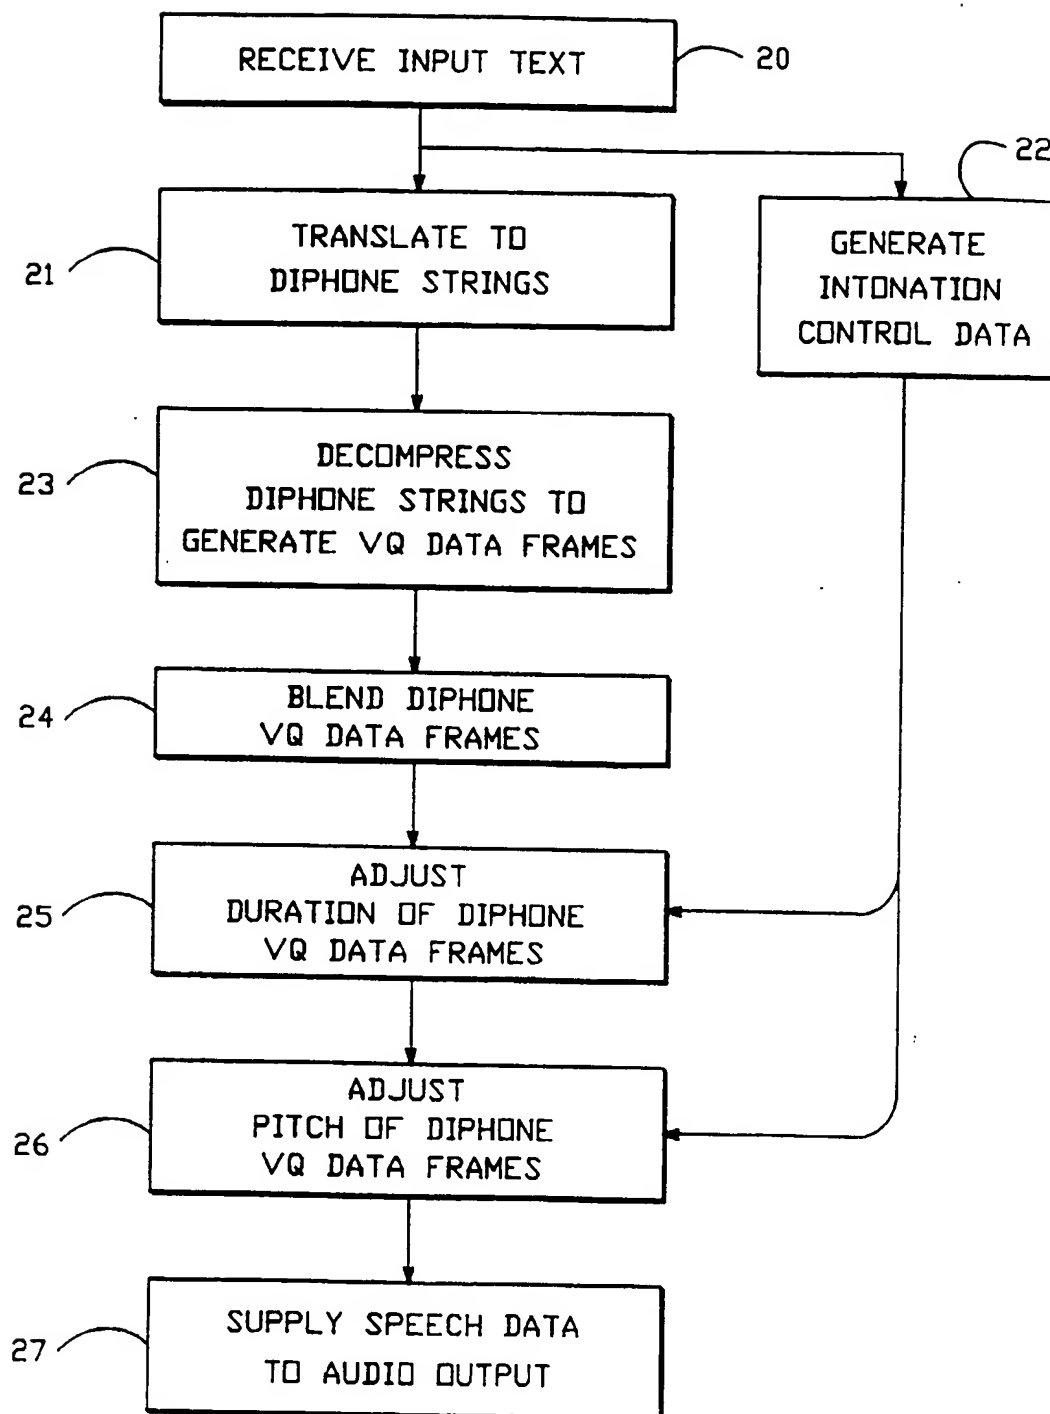 RECEIVE INPUT TEXT
20
22
TRANSLATE TO
DIPHONE STRINGS
21
GENERATE
INTONATION
CONTROL DATA
DECOMPRESS
DIPHONE STRINGS TO
GENERATE VQ DATA FRAMES
23
BLEND DIPHONE
VQ DATA FRAMES
24
ADJUST
DURATION OF DIPHONE
VQ DATA FRAMES
25
ADJUST
PITCH OF DIPHONE
VQ DATA FRAMES
26
SUPPLY SPEECH DATA
TO AUDIO OUTPUT
27